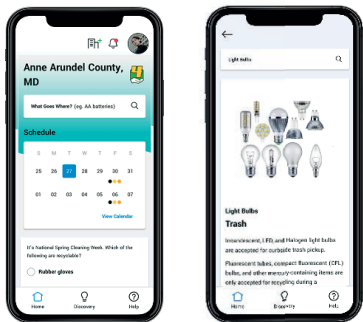 Anne Arundel County,
MD
What Goes Where? (eg. AA batteries)
Schedule
S M T W T F S
25 26 27 28 29 30 31
01 02 03 04 05 06 07
View Calendar
It's National Spring Cleaning Week. Which of the
following are recyclable?
Rubber gloves
Home Discovery Help
Light Bulbs
Light Bulbs
Trash
Incandescent, LED, and Halogen light bulbs
are accepted for curbside trash pickup.
Fluorescent tubes, compact fluorescent (CFL)
bulbs, and other mercury-containing items are
only accepted for recycling during a
Home Discovery Help